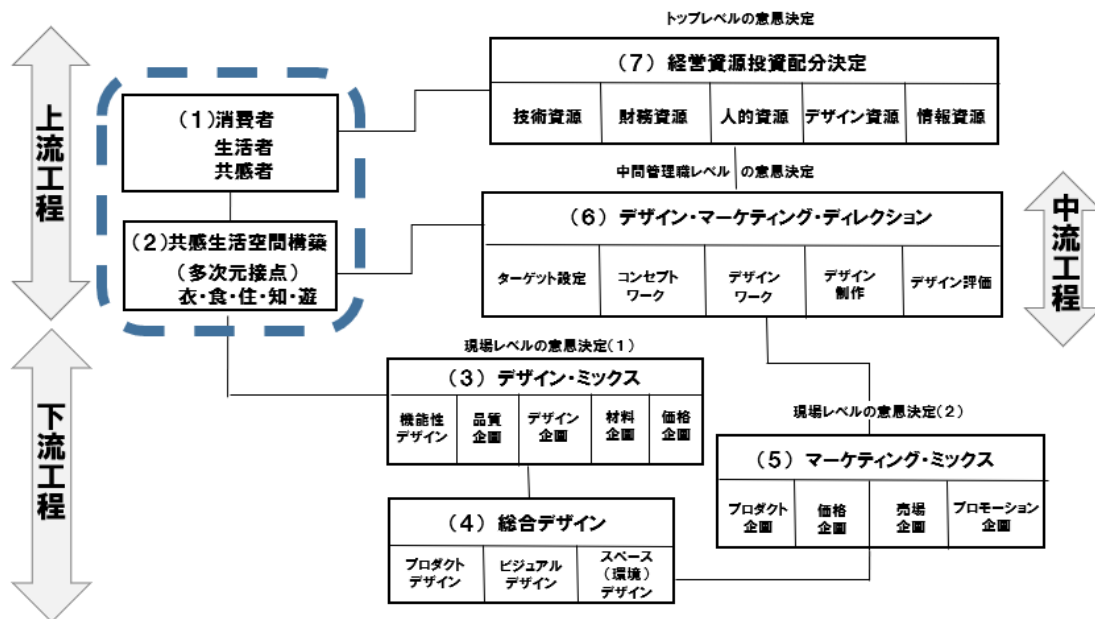 トップレベルの意思決定
(7) 経営資源投資配分決定
技術資源
財務資源
人的資源
デザイン資源
情報資源
上流工程
(1)消費者
生活者
共感者
中間管理職レベル の意思決定
(6) デザイン・マーケティング・ディレクション
ターゲット設定
コンセプト
ワーク
デザイン
ワーク
デザイン
制作
デザイン評価
中流工程
(2)共感生活空間構築
(多次元接点)
衣・食・住・知・遊
現場レベルの意思決定(1)
(3) デザイン・ミックス
機能性
デザイン
品質
企画
デザイン
企画
材料
企画
価格
企画
下流工程
現場レベルの意思決定(2)
(5) マーケティング・ミックス
プロダクト
企画
価格
企画
売場
企画
プロモーション
企画
(4) 総合デザイン
プロダクト
デザイン
ビジュアル
デザイン
スペース
(環境)
デザイン